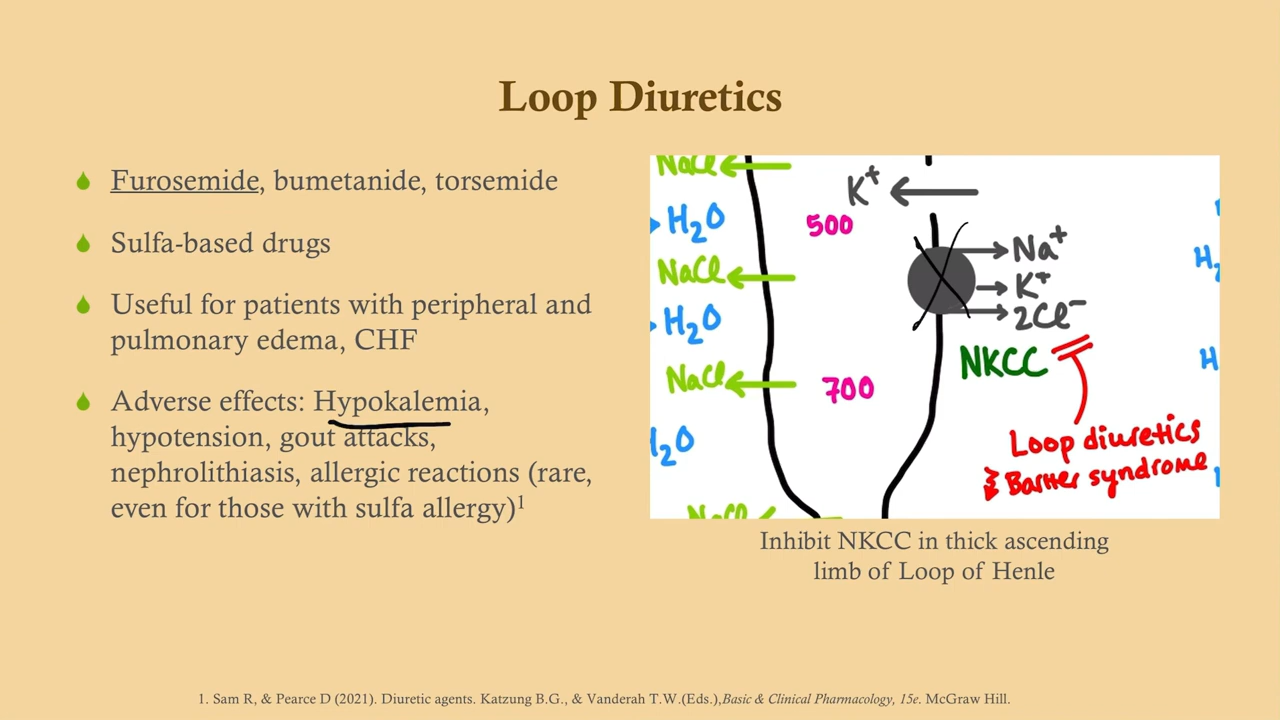 Loop Diuretics
Furosemide, bumetanide, torsemide
Sulfa-based drugs
Useful for patients with peripheral and
pulmonary edema, CHF
Adverse effects: Hypokalemia,
hypotension, gout attacks,
nephrolithiasis, allergic reactions (rare,
even for those with sulfa allergy)¹
NaCl
K⁺
H₂O
500
Na⁺
NaCl
K⁺
H₂O
2Cl⁻
NKCC
NaCl
700
H₂O
Loop diuretics
Bartter syndrome
NaCl
Inhibit NKCC in thick ascending
limb of Loop of Henle
1. Sam R, & Pearce D (2021). Diuretic agents. Katzung B.G., & Vanderah T.W.(Eds.),Basic & Clinical Pharmacology, 15e. McGraw Hill.